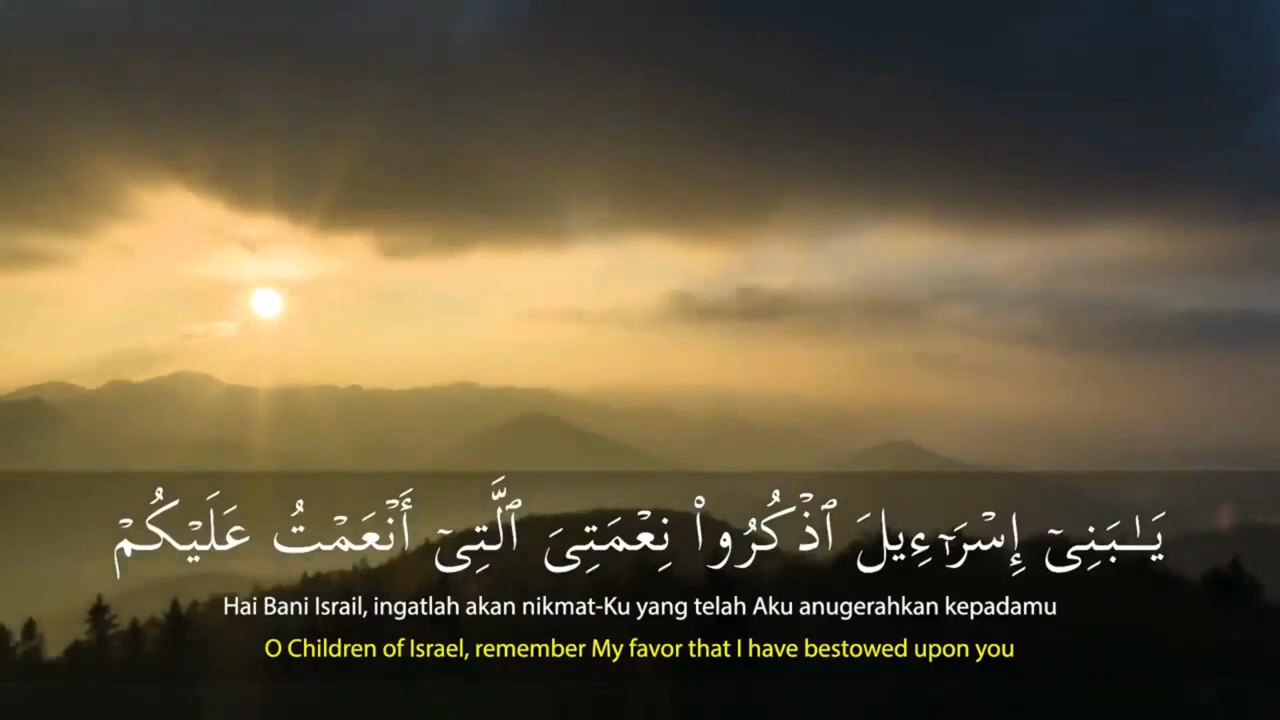 يَـٰبَنِىٓ إِسْرَٰٓءِيلَ ٱذْكُرُوا۟ نِعْمَتِىَ ٱلَّتِىٓ أَنْعَمْتُ عَلَيْكُمْ
Hai Bani Israil, ingatlah akan nikmat-Ku yang telah Aku anugerahkan kepadamu
O Children of Israel, remember My favor that I have bestowed upon you